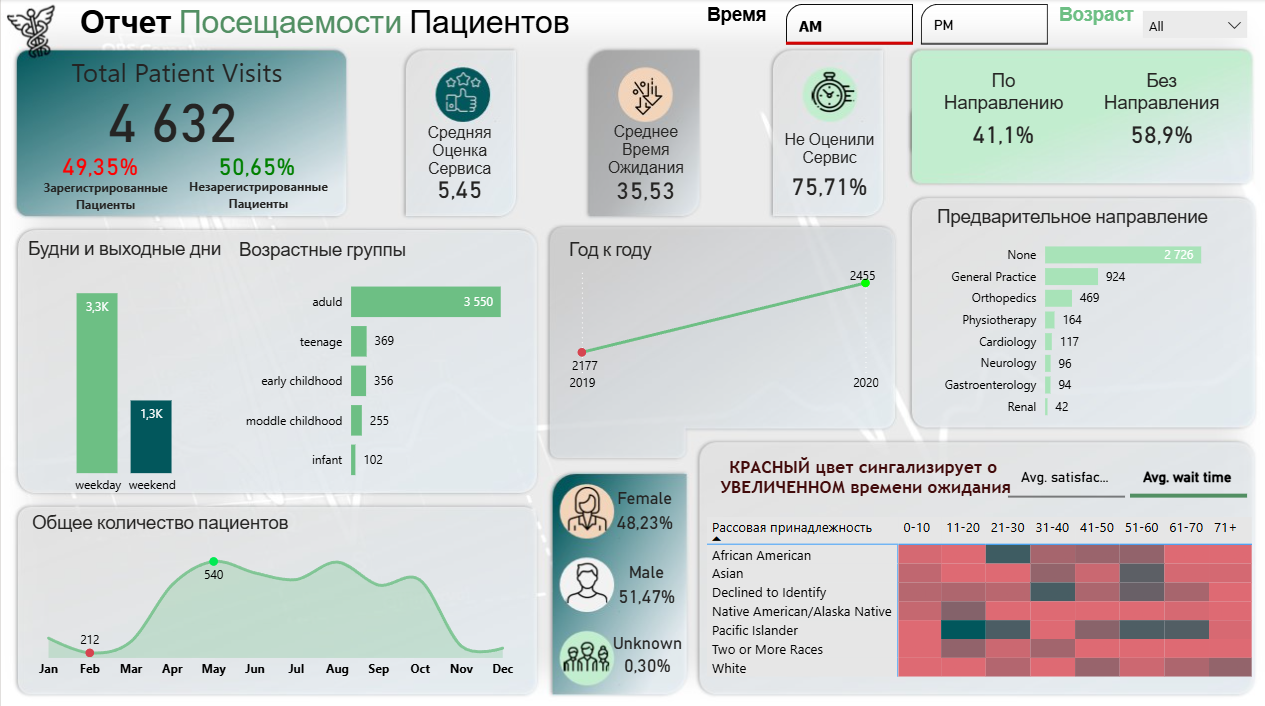 Отчет Посещаемости Пациентов
Время
AM
PM
Возраст
All
Total Patient Visits
4 632
49,35%
Зарегистрированные
Пациенты
50,65%
Незарегистрированные
Пациенты
Средняя
Оценка
Сервиса
5,45
Среднее
Время
Ожидания
35,53
Не Оценили
Сервис
75,71%
По
Направлению
41,1%
Без
Направления
58,9%
Будни и выходные дни
3,3K
1,3K
weekday weekend
Возрастные группы
aduld 3 550
teenage 369
early childhood 356
moddle childhood 255
infant 102
Год к году
2455
2177
2019 2020
Предварительное направление
None 2 726
General Practice 924
Orthopedics 469
Physiotherapy 164
Cardiology 117
Neurology 96
Gastroenterology 94
Renal 42
Общее количество пациентов
540
212
Jan Feb Mar Apr May Jun Jul Aug Sep Oct Nov Dec
Female
48,23%
Male
51,47%
Unknown
0,30%
КРАСНЫЙ цвет сингализирует о
УВЕЛИЧЕННОМ времени ожидания
Avg. satisfac...
Avg. wait time
Рассовая принадлежность 0-10 11-20 21-30 31-40 41-50 51-60 61-70 71+
African American
Asian
Declined to Identify
Native American/Alaska Native
Pacific Islander
Two or More Races
White